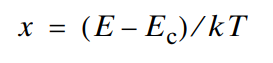 x = (E – E_c)/kT